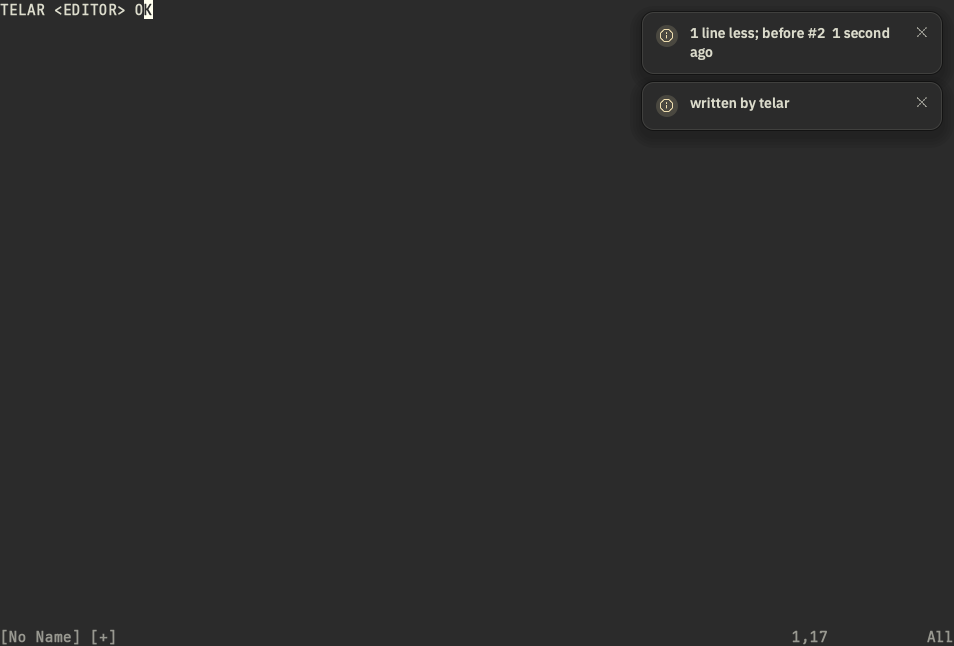 TELAR <EDITOR> OK
1 line less; before #2  1 second
ago
written by telar
[No Name] [+]
1,17
All